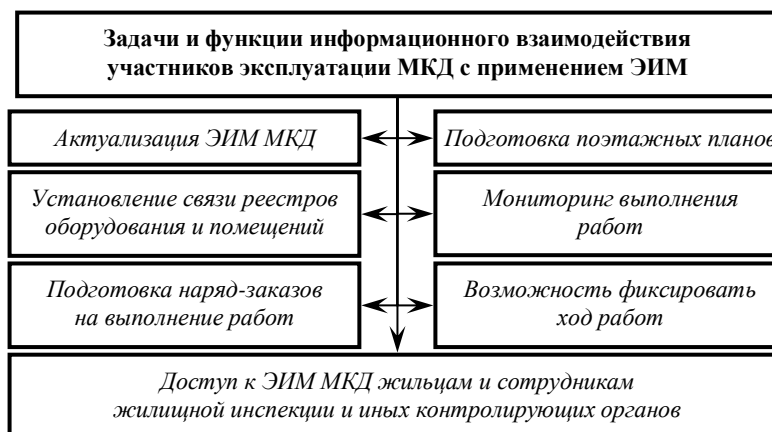 Задачи и функции информационного взаимодействия
участников эксплуатации МКД с применением ЭИМ
Актуализация ЭИМ МКД
Подготовка поэтажных планов
Установление связи реестров
оборудования и помещений
Мониторинг выполнения
работ
Подготовка наряд-заказов
на выполнение работ
Возможность фиксировать
ход работ
Доступ к ЭИМ МКД жильцам и сотрудникам
жилищной инспекции и иных контролирующих органов